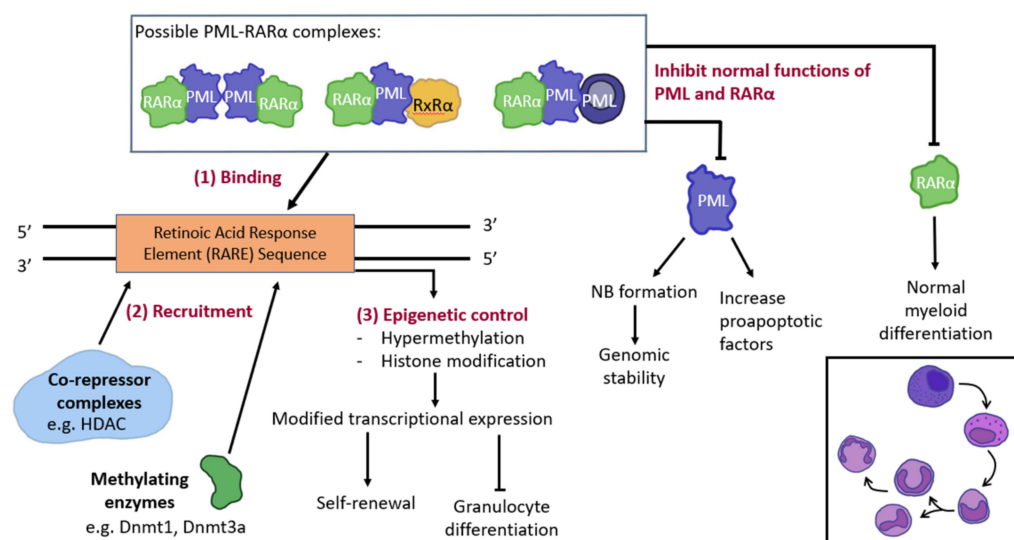 Possible PML-RARα complexes:
RARα PML PML RARα
RARα PML RxRα
RARα PML PML
Inhibit normal functions of
PML and RARα
(1) Binding
PML
RARα
5’ 3’
3’ 5’
Retinoic Acid Response
Element (RARE) Sequence
(2) Recruitment
Co-repressor
complexes
e.g. HDAC
Methylating
enzymes
e.g. Dnmt1, Dnmt3a
(3) Epigenetic control
- Hypermethylation
- Histone modification
Modified transcriptional expression
Self-renewal
Granulocyte
differentiation
NB formation
Genomic
stability
Increase
proapoptotic
factors
Normal
myeloid
differentiation